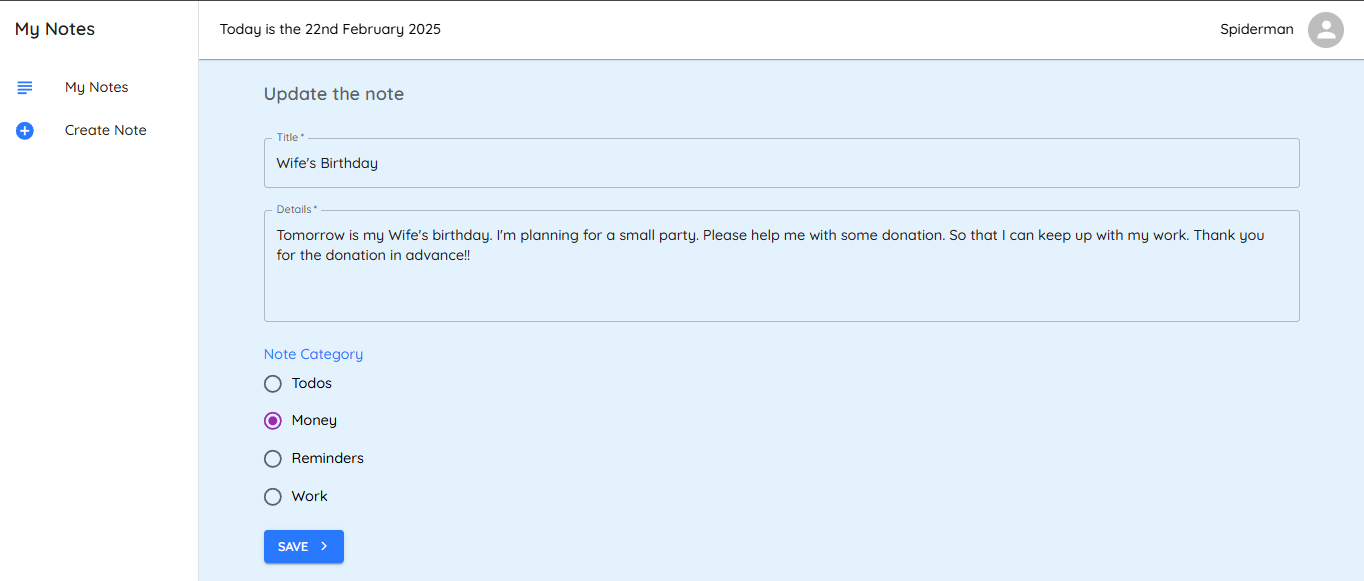 My Notes
Today is the 22nd February 2025
Spiderman
My Notes
Create Note
Update the note
Title *
Wife's Birthday
Details *
Tomorrow is my Wife's birthday. I'm planning for a small party. Please help me with some donation. So that I can keep up with my work. Thank you
for the donation in advance!!
Note Category
Todos
Money
Reminders
Work
SAVE